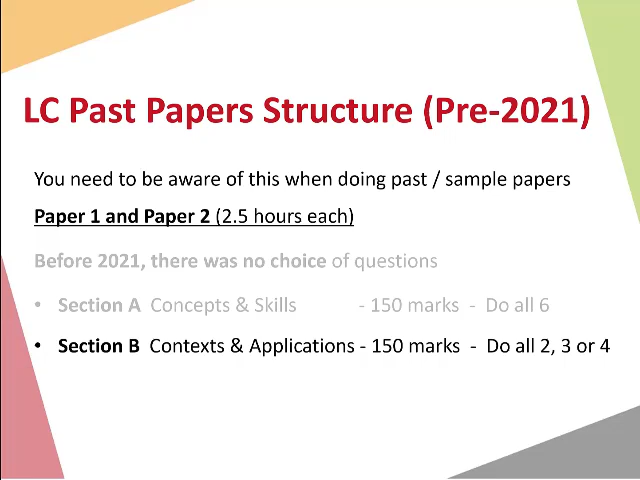 LC Past Papers Structure (Pre-2021)
You need to be aware of this when doing past / sample papers
Paper 1 and Paper 2 (2.5 hours each)
Before 2021, there was no choice of questions
• Section A Concepts & Skills - 150 marks - Do all 6
• Section B Contexts & Applications - 150 marks - Do all 2, 3 or 4